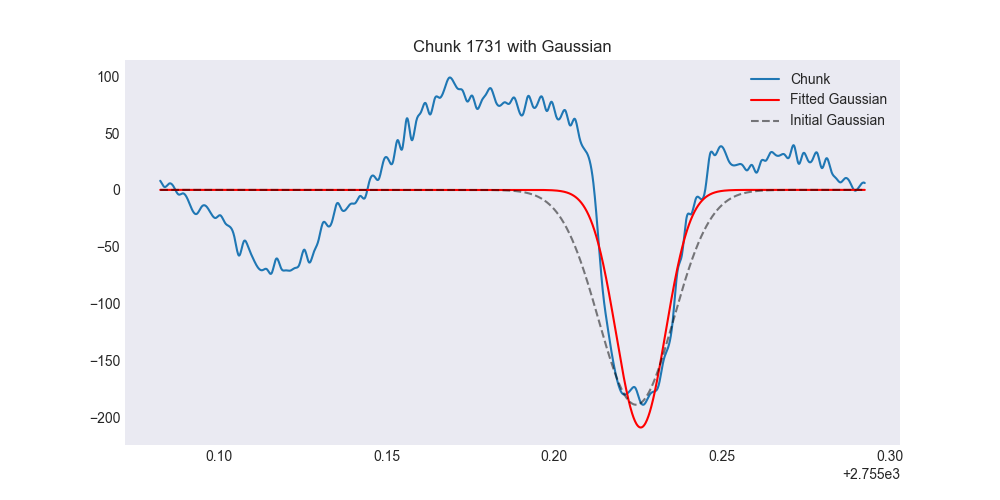 Chunk 1731 with Gaussian
Chunk
Fitted Gaussian
Initial Gaussian
100
50
0
−50
−100
−150
−200
0.10 0.15 0.20 0.25 0.30
+2.755e3